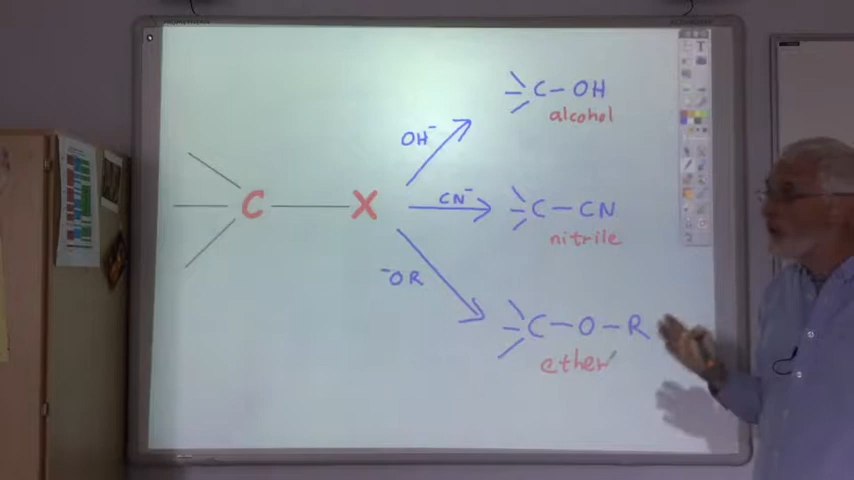 C — OH
alcohol
OH⁻
C — X
CN⁻
C — CN
nitrile
⁻OR
C — O — R
ether